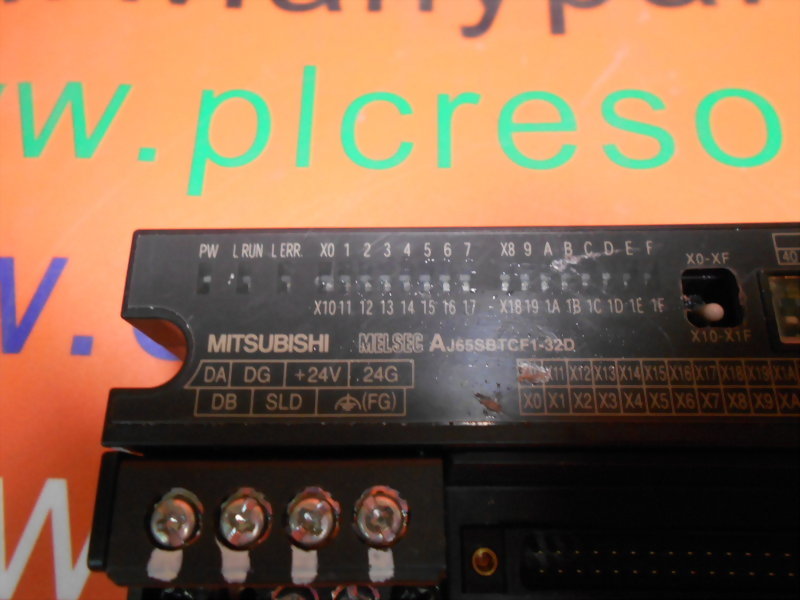 www.plcreso
PW L RUN L ERR. X0 1 2 3 4 5 6 7 X8 9 A B C D E F
X0-XF
40
X10 11 12 13 14 15 16 17 - X18 19 1A 1B 1C 1D 1E 1F
X10-X1F
MITSUBISHI MELSEC AJ65SBTCF1-32D
DA DG +24V 24G X11 X12 X13 X14 X15 X16 X17 X18 X19 X1A
DB SLD (FG) X0 X1 X2 X3 X4 X5 X6 X7 X8 X9 XA